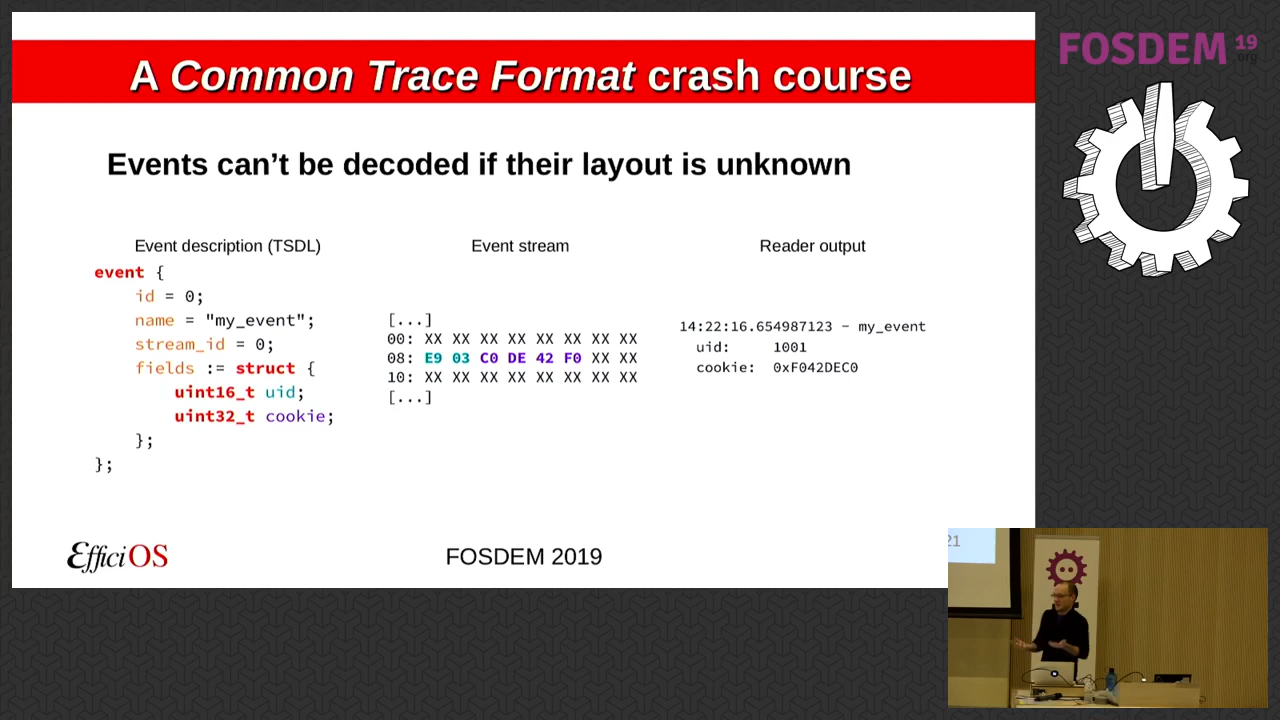 A Common Trace Format crash course
FOSDEM 19
.org
Events can't be decoded if their layout is unknown
Event description (TSDL)
event {
id = 0;
name = "my_event";
stream_id = 0;
fields := struct {
uint16_t uid;
uint32_t cookie;
};
};
Event stream
[...]
00: XX XX XX XX XX XX XX XX
08: E9 03 C0 DE 42 F0 XX XX
10: XX XX XX XX XX XX XX XX
[...]
Reader output
14:22:16.654987123 – my_event
uid: 1001
cookie: 0xF042DEC0
EfficiOS
FOSDEM 2019
21